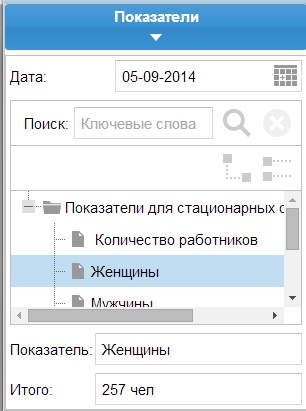 Показатели
Дата: 05-09-2014
Поиск: Ключевые слова
Показатели для стационарных
Количество работников
Женщины
Мужчины
Показатель: Женщины
Итого: 257 чел